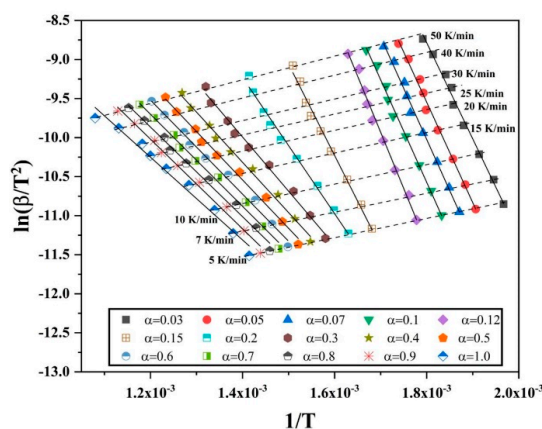 -8.5
-9.0
-9.5
-10.0
-10.5
-11.0
-11.5
-12.0
-12.5
-13.0
ln(β/T²)
50 K/min
40 K/min
30 K/min
25 K/min
20 K/min
15 K/min
10 K/min
7 K/min
5 K/min
α=0.03 α=0.05 α=0.07 α=0.1 α=0.12
α=0.15 α=0.2 α=0.3 α=0.4 α=0.5
α=0.6 α=0.7 α=0.8 α=0.9 α=1.0
1.2x10⁻³ 1.4x10⁻³ 1.6x10⁻³ 1.8x10⁻³ 2.0x10⁻³
1/T